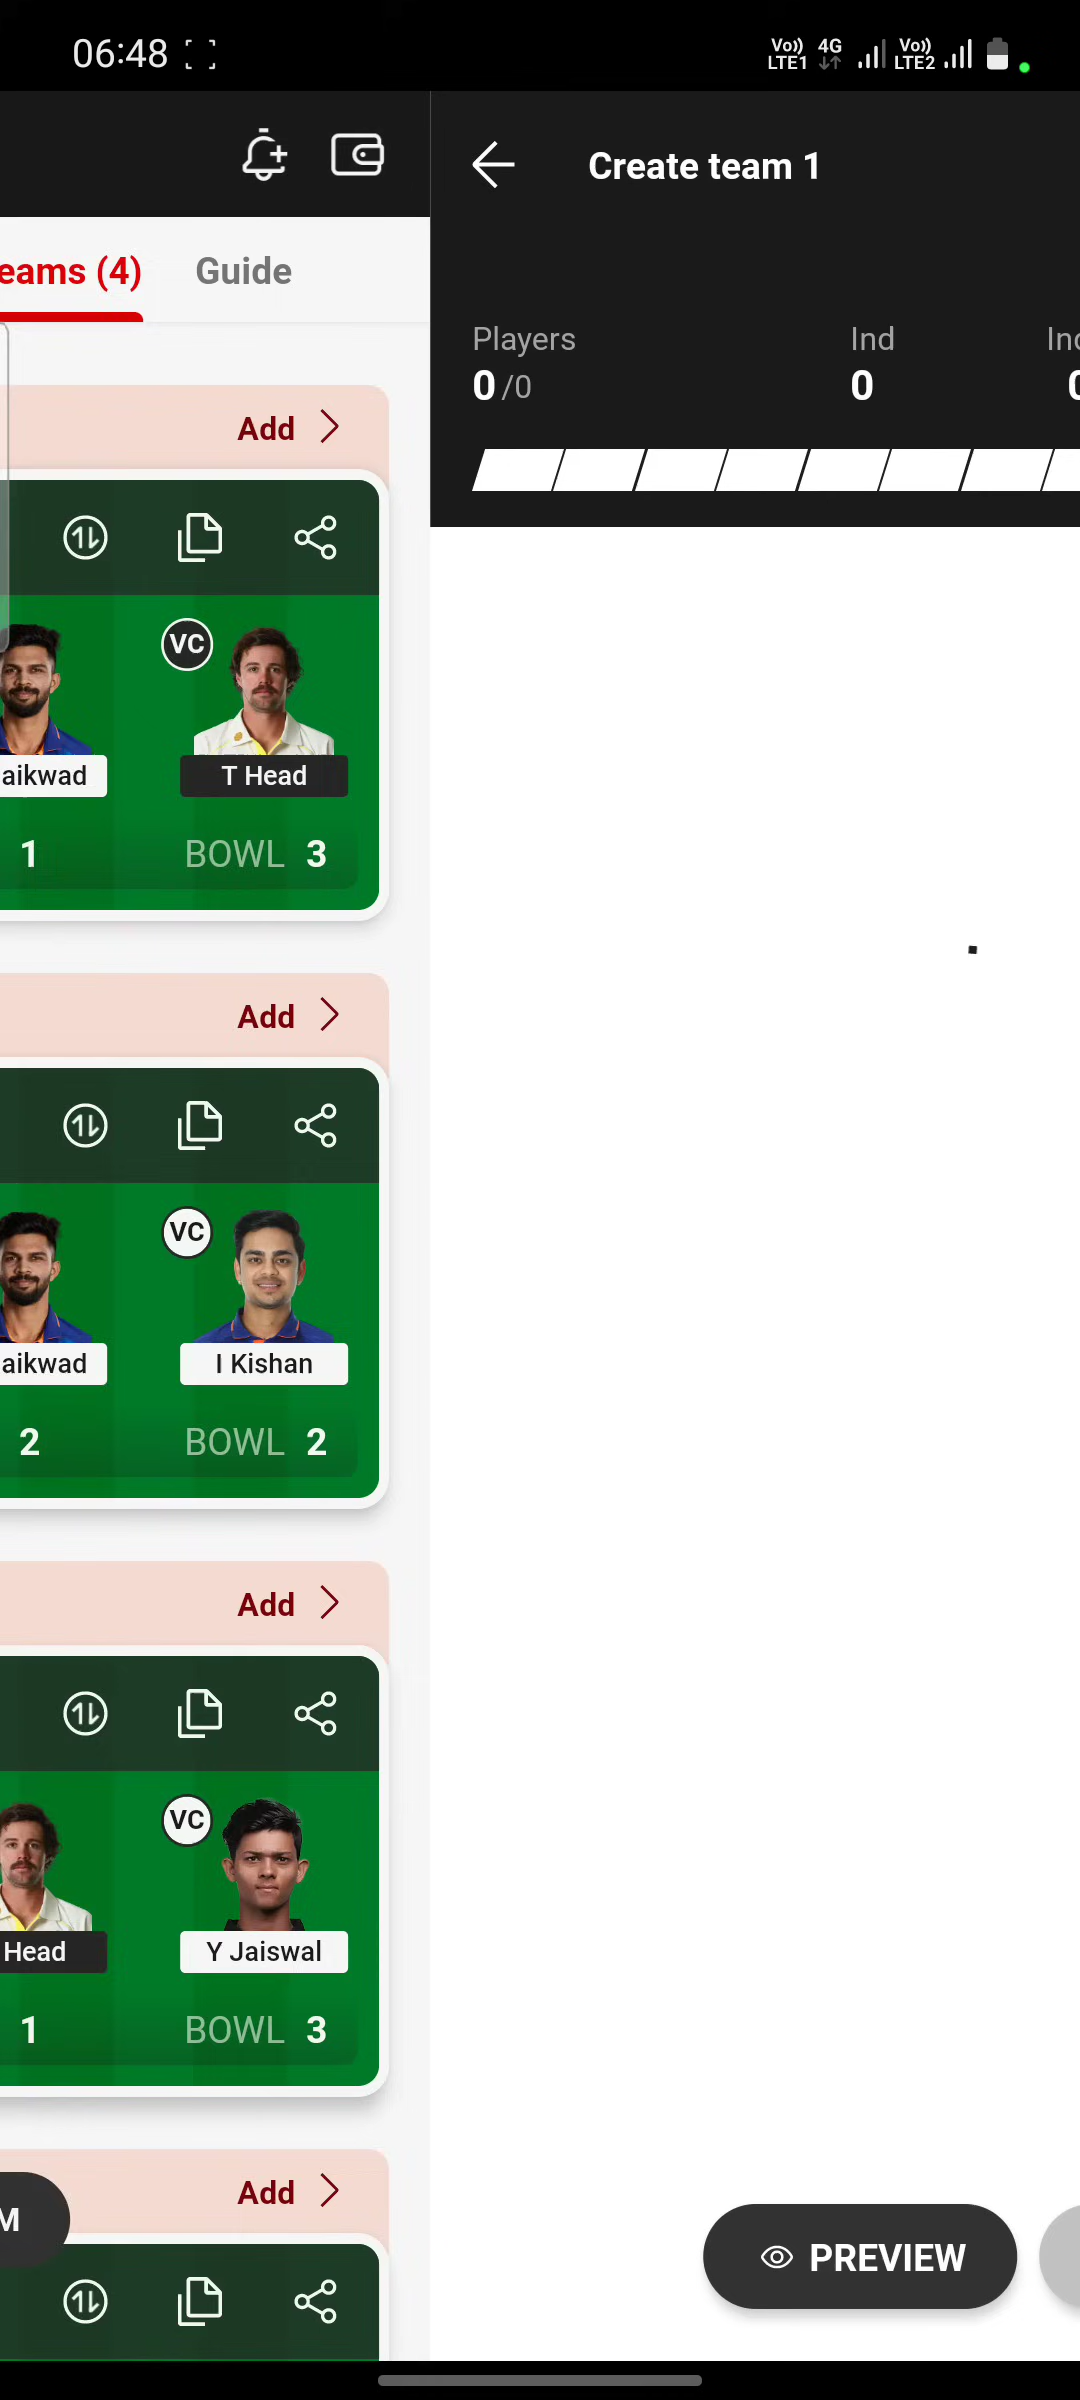 06:48
Vo)) LTE1 4G Vo)) LTE2
Create team 1
eams (4) Guide
Players Ind
0/0 0
Add
VC
aikwad T Head
1 BOWL 3
Add
VC
aikwad I Kishan
2 BOWL 2
Add
VC
Head Y Jaiswal
1 BOWL 3
Add
M
PREVIEW